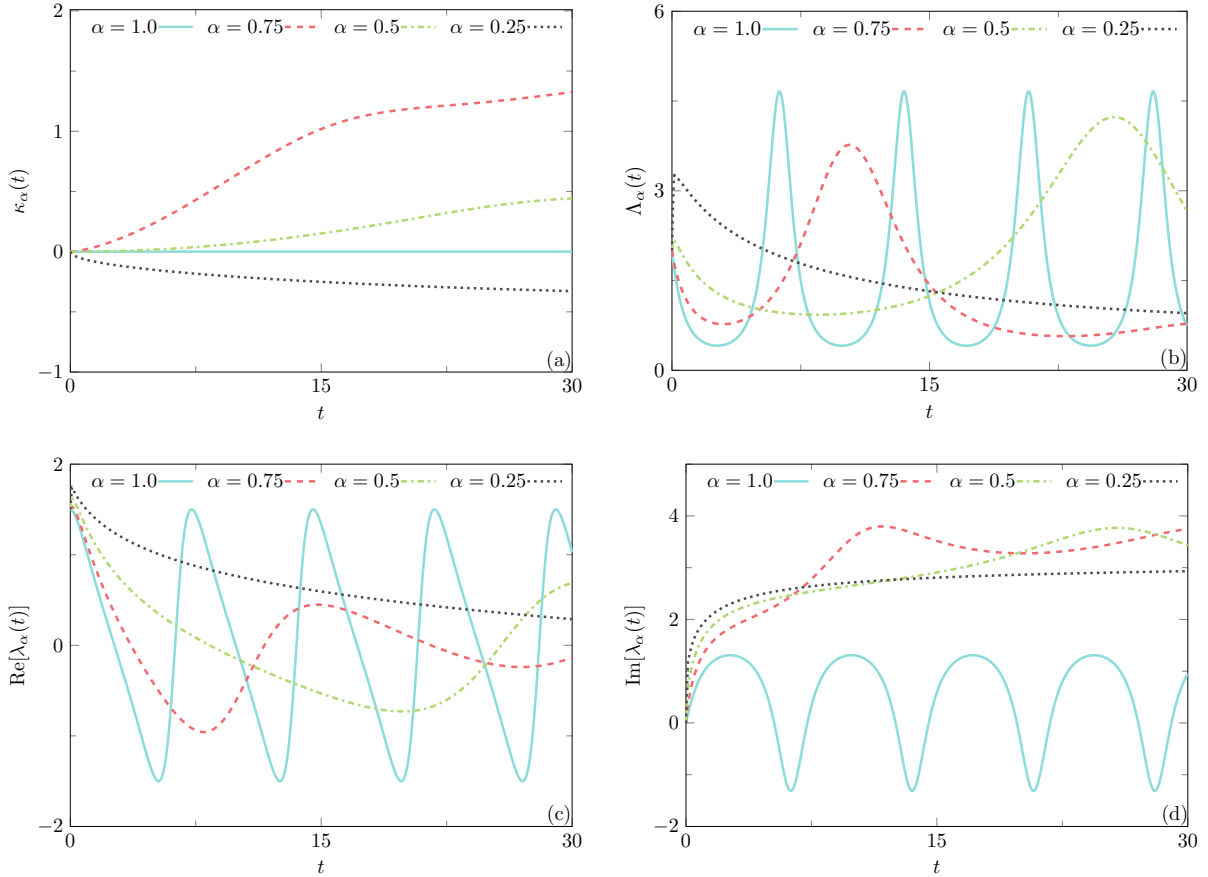 2
α = 1.0 α = 0.75 α = 0.5 α = 0.25
1
κα(t)
0
−1
0 15 30
t
(a)
6
α = 1.0 α = 0.75 α = 0.5 α = 0.25
Λα(t)
3
0
0 15 30
t
(b)
2
α = 1.0 α = 0.75 α = 0.5 α = 0.25
Re[λα(t)]
0
−2
0 15 30
t
(c)
α = 1.0 α = 0.75 α = 0.5 α = 0.25
4
Im[λα(t)]
2
0
−2
0 15 30
t
(d)